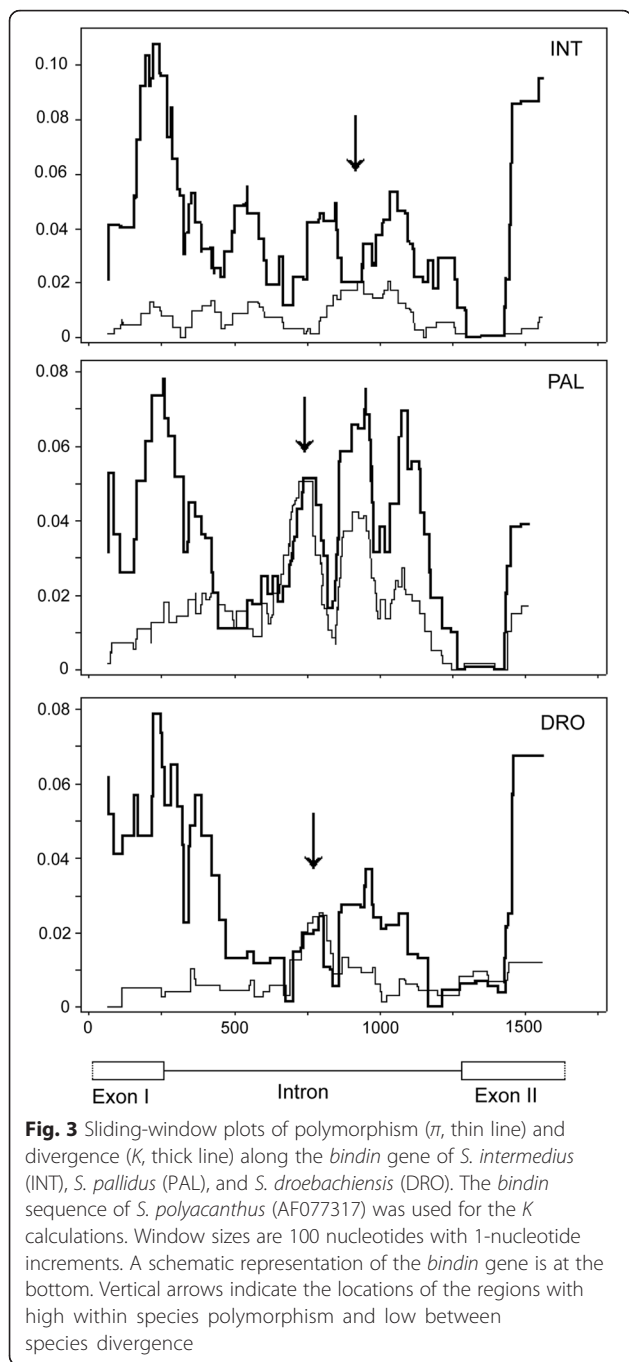 INT
0.10
0.08
0.06
0.04
0.02
0
PAL
0.08
0.06
0.04
0.02
0
DRO
0.08
0.06
0.04
0.02
0
0 500 1000 1500
Exon I Intron Exon II
Fig. 3 Sliding-window plots of polymorphism (π, thin line) and
divergence (K, thick line) along the bindin gene of S. intermedius
(INT), S. pallidus (PAL), and S. droebachiensis (DRO). The bindin
sequence of S. polyacanthus (AF077317) was used for the K
calculations. Window sizes are 100 nucleotides with 1-nucleotide
increments. A schematic representation of the bindin gene is at the
bottom. Vertical arrows indicate the locations of the regions with
high within species polymorphism and low between
species divergence